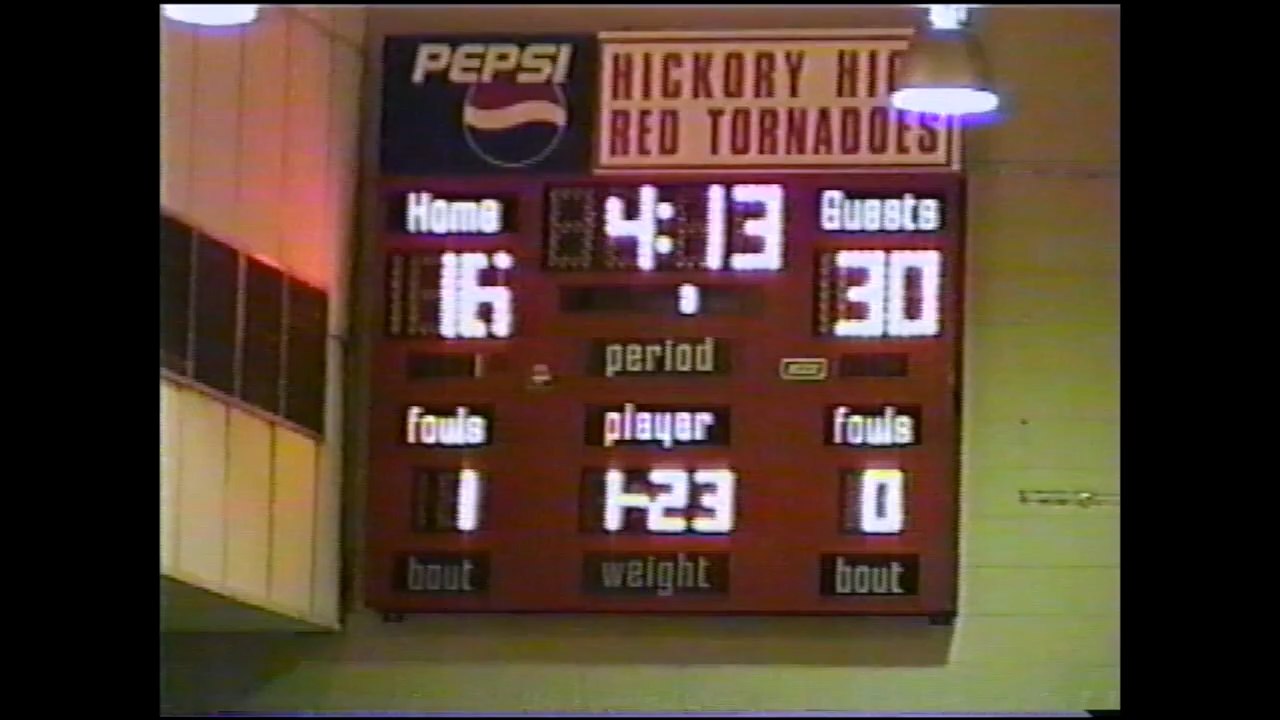 PEPSI
HICKORY HIG
RED TORNADOES
Home
4:13
Guests
16
30
period
fouls
player
fouls
1
1-23
0
bout
weight
bout